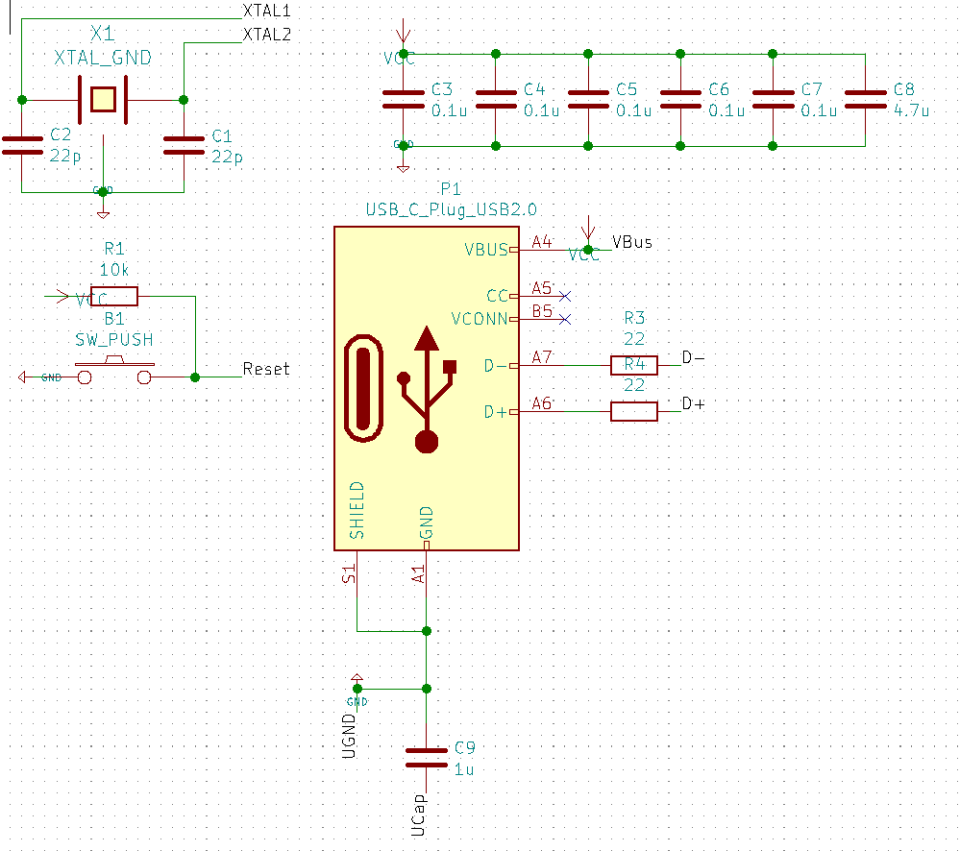 XTAL1
XTAL2
X1
XTAL_GND
C2
22p
C1
22p
GND
VCC
C3
0.1u
C4
0.1u
C5
0.1u
C6
0.1u
C7
0.1u
C8
4.7u
GND
P1
USB_C_Plug_USB2.0
VBUS
A4
VCC
VBus
CC
A5
VCONN
B5
D-
A7
R3
22
D-
D+
A6
R4
22
D+
SHIELD
GND
S1
A1
R1
10k
VCC
B1
SW_PUSH
GND
Reset
GND
UGND
C9
1u
UCap